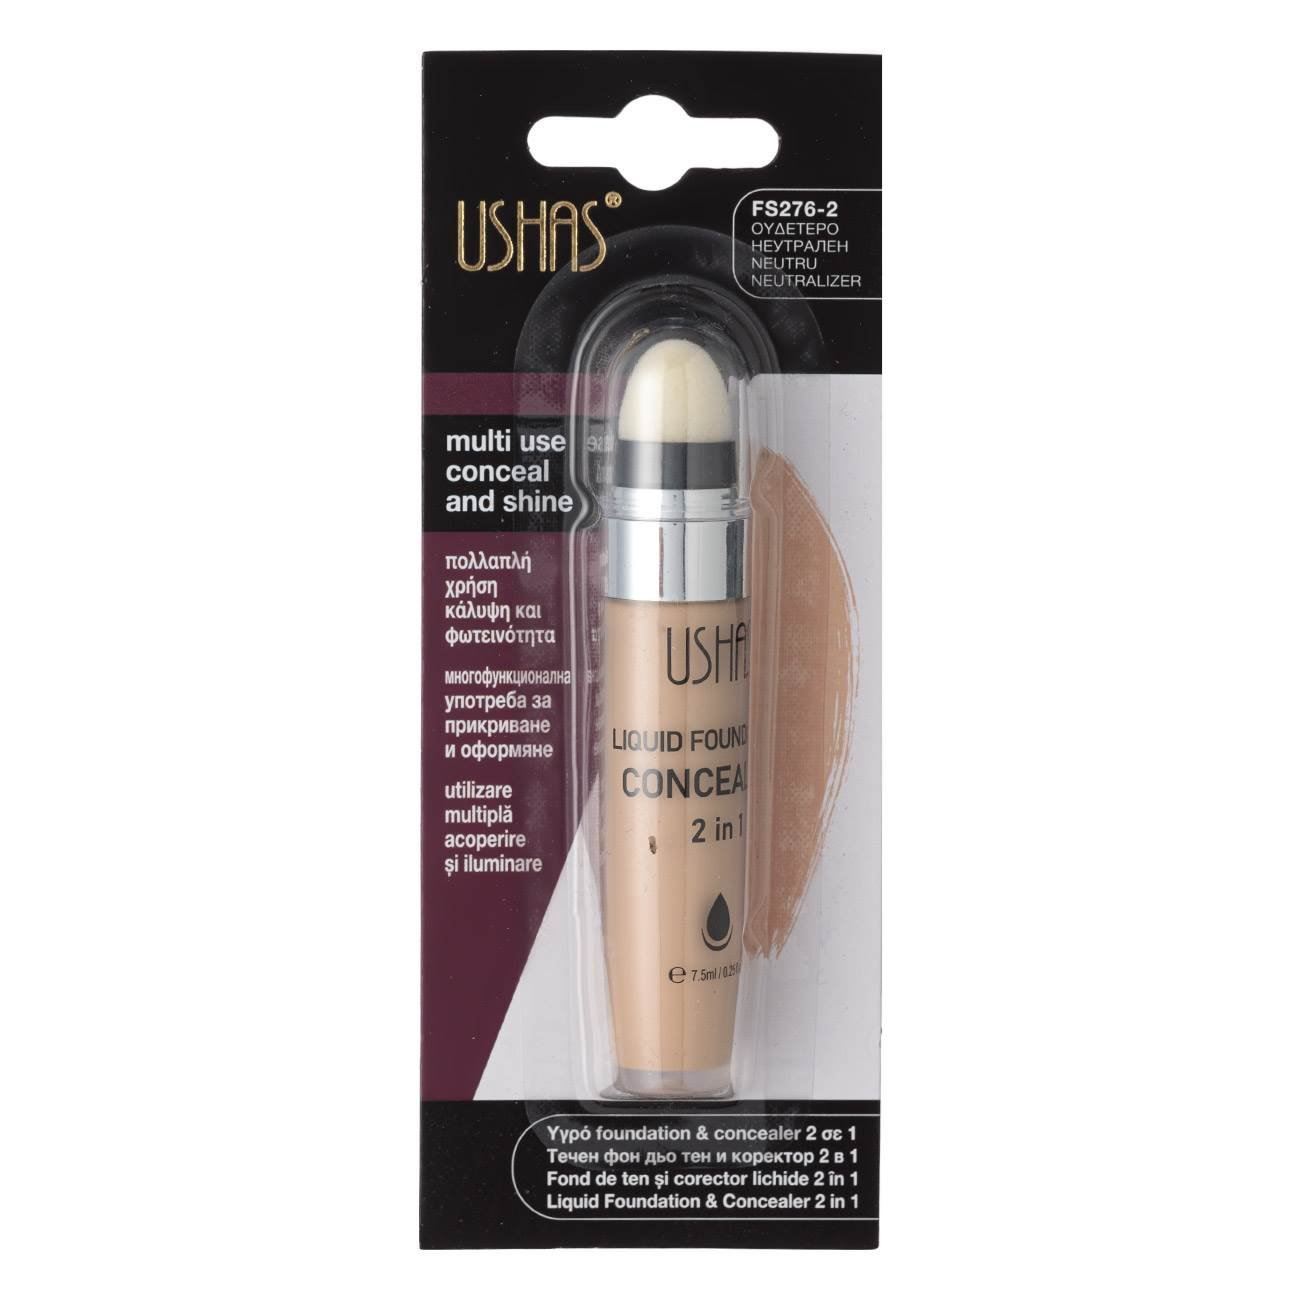 USHAS®
FS276-2
ΟΥΔΕΤΕΡΟ
НЕУТРАЛЕН
NEUTRU
NEUTRALIZER
multi use
conceal
and shine
πολλαπλή
χρήση
κάλυψη και
φωτεινότητα
многофункционална
употреба за
прикриване
и оформяне
utilizare
multiplă
acoperire
și iluminare
USHAS
LIQUID FOUND
CONCEAL
2 in 1
℮ 7.5ml / 0.25
Υγρό foundation & concealer 2 σε 1
Течен фон дьо тен и коректор 2 в 1
Fond de ten și corector lichide 2 în 1
Liquid Foundation & Concealer 2 in 1